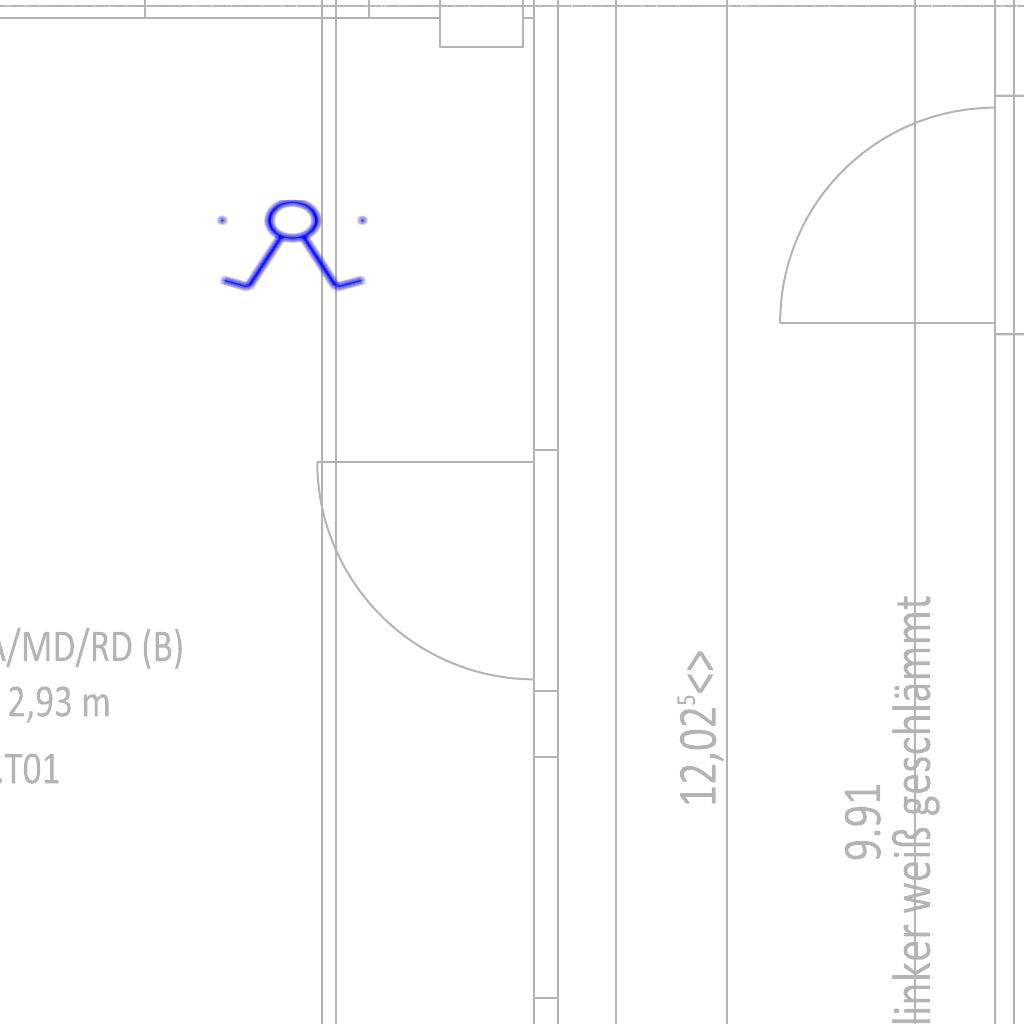 /MD/RD (B)
2,93 m
.T01
12,02⁵<>
9.91
linker weiß geschlämmt